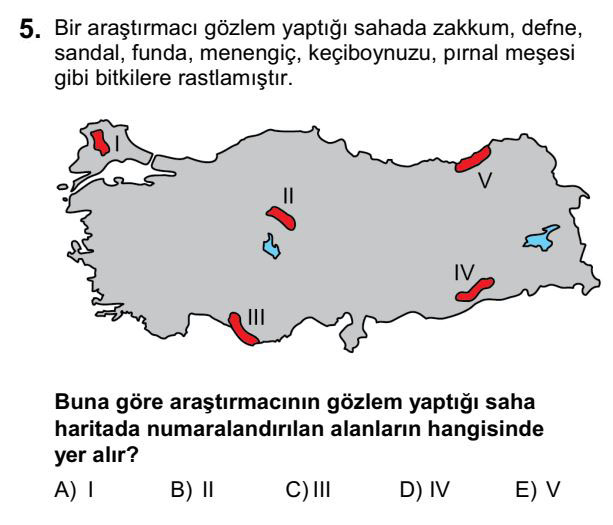 5. Bir araştırmacı gözlem yaptığı sahada zakkum, defne,
sandal, funda, menengiç, keçiboynuzu, pırnal meşesi
gibi bitkilere rastlamıştır.
I
V
II
IV
III
Buna göre araştırmacının gözlem yaptığı saha
haritada numaralandırılan alanların hangisinde
yer alır?
A) I B) II C) III D) IV E) V